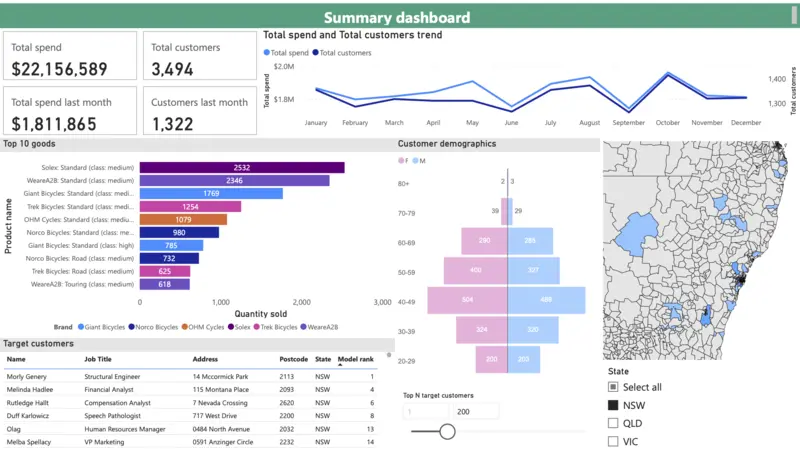 Summary dashboard
Total spend
$22,156,589
Total customers
3,494
Total spend last month
$1,811,865
Customers last month
1,322
Total spend and Total customers trend
Total spend Total customers
Total spend
$2.0M
$1.8M
1,400
1,300
Total customers
January February March April May June July August September October November December
Top 10 goods
Product name
Solex: Standard (class: medium) 2532
WeareA2B: Standard (class: medium) 2346
Giant Bicycles: Standard (class: medi... 1769
Trek Bicycles: Standard (class: medi... 1254
OHM Cycles: Standard (class: mediu... 1079
Norco Bicycles: Standard (class: me... 980
Giant Bicycles: Standard (class: high) 785
Norco Bicycles: Road (class: medium) 732
Trek Bicycles: Road (class: medium) 625
WeareA2B: Touring (class: medium) 618
0 1,000 2,000 3,000
Quantity sold
Brand Giant Bicycles Norco Bicycles OHM Cycles Solex Trek Bicycles WeareA2B
Customer demographics
F M
80+ 2 3
70-79 39 29
60-69 290 285
50-59 400 327
40-49 504
30-39 324 330
20-29 200 203
Target customers
Name Job Title Address Postcode State Model rank
Morly Genery Structural Engineer 14 Mccormick Park 2113 NSW 1
Melinda Hadlee Financial Analyst 115 Montana Place 2093 NSW 4
Rutledge Hallt Compensation Analyst 7 Nevada Crossing 2620 NSW 6
Duff Karlowicz Speech Pathologist 717 West Drive 2200 NSW 8
Olag Human Resources Manager 0484 North Avenue 2032 NSW 13
Melba Spellacy VP Marketing 0591 Anzinger Circle 2232 NSW 14
Top N target customers
1 200
State
Select all
NSW
QLD
VIC